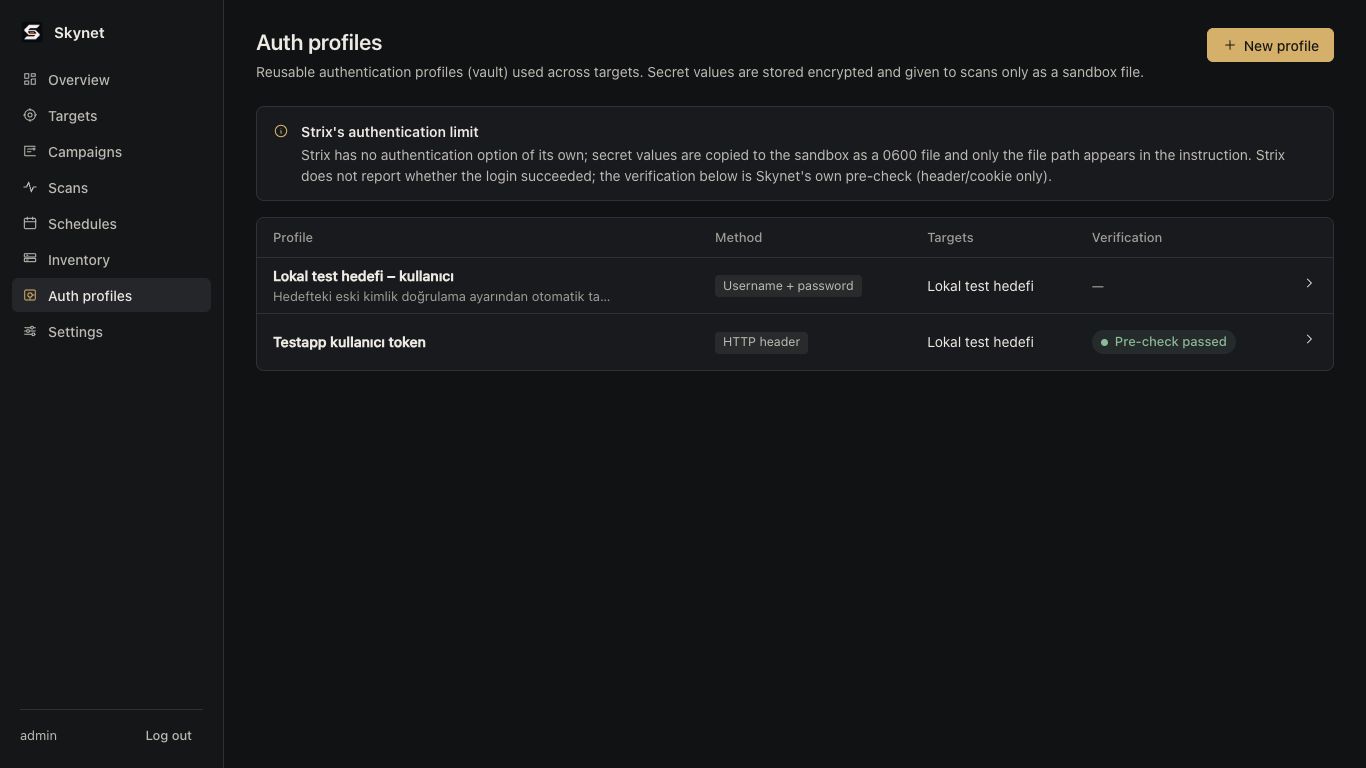 Skynet
Overview
Targets
Campaigns
Scans
Schedules
Inventory
Auth profiles
Settings
admin
Log out
Auth profiles
Reusable authentication profiles (vault) used across targets. Secret values are stored encrypted and given to scans only as a sandbox file.
+ New profile
Strix's authentication limit
Strix has no authentication option of its own; secret values are copied to the sandbox as a 0600 file and only the file path appears in the instruction. Strix
does not report whether the login succeeded; the verification below is Skynet's own pre-check (header/cookie only).
Profile Method Targets Verification
Lokal test hedefi – kullanıcı
Hedefteki eski kimlik doğrulama ayarından otomatik ta...
Username + password
Lokal test hedefi
—
Testapp kullanıcı token
HTTP header
Lokal test hedefi
Pre-check passed